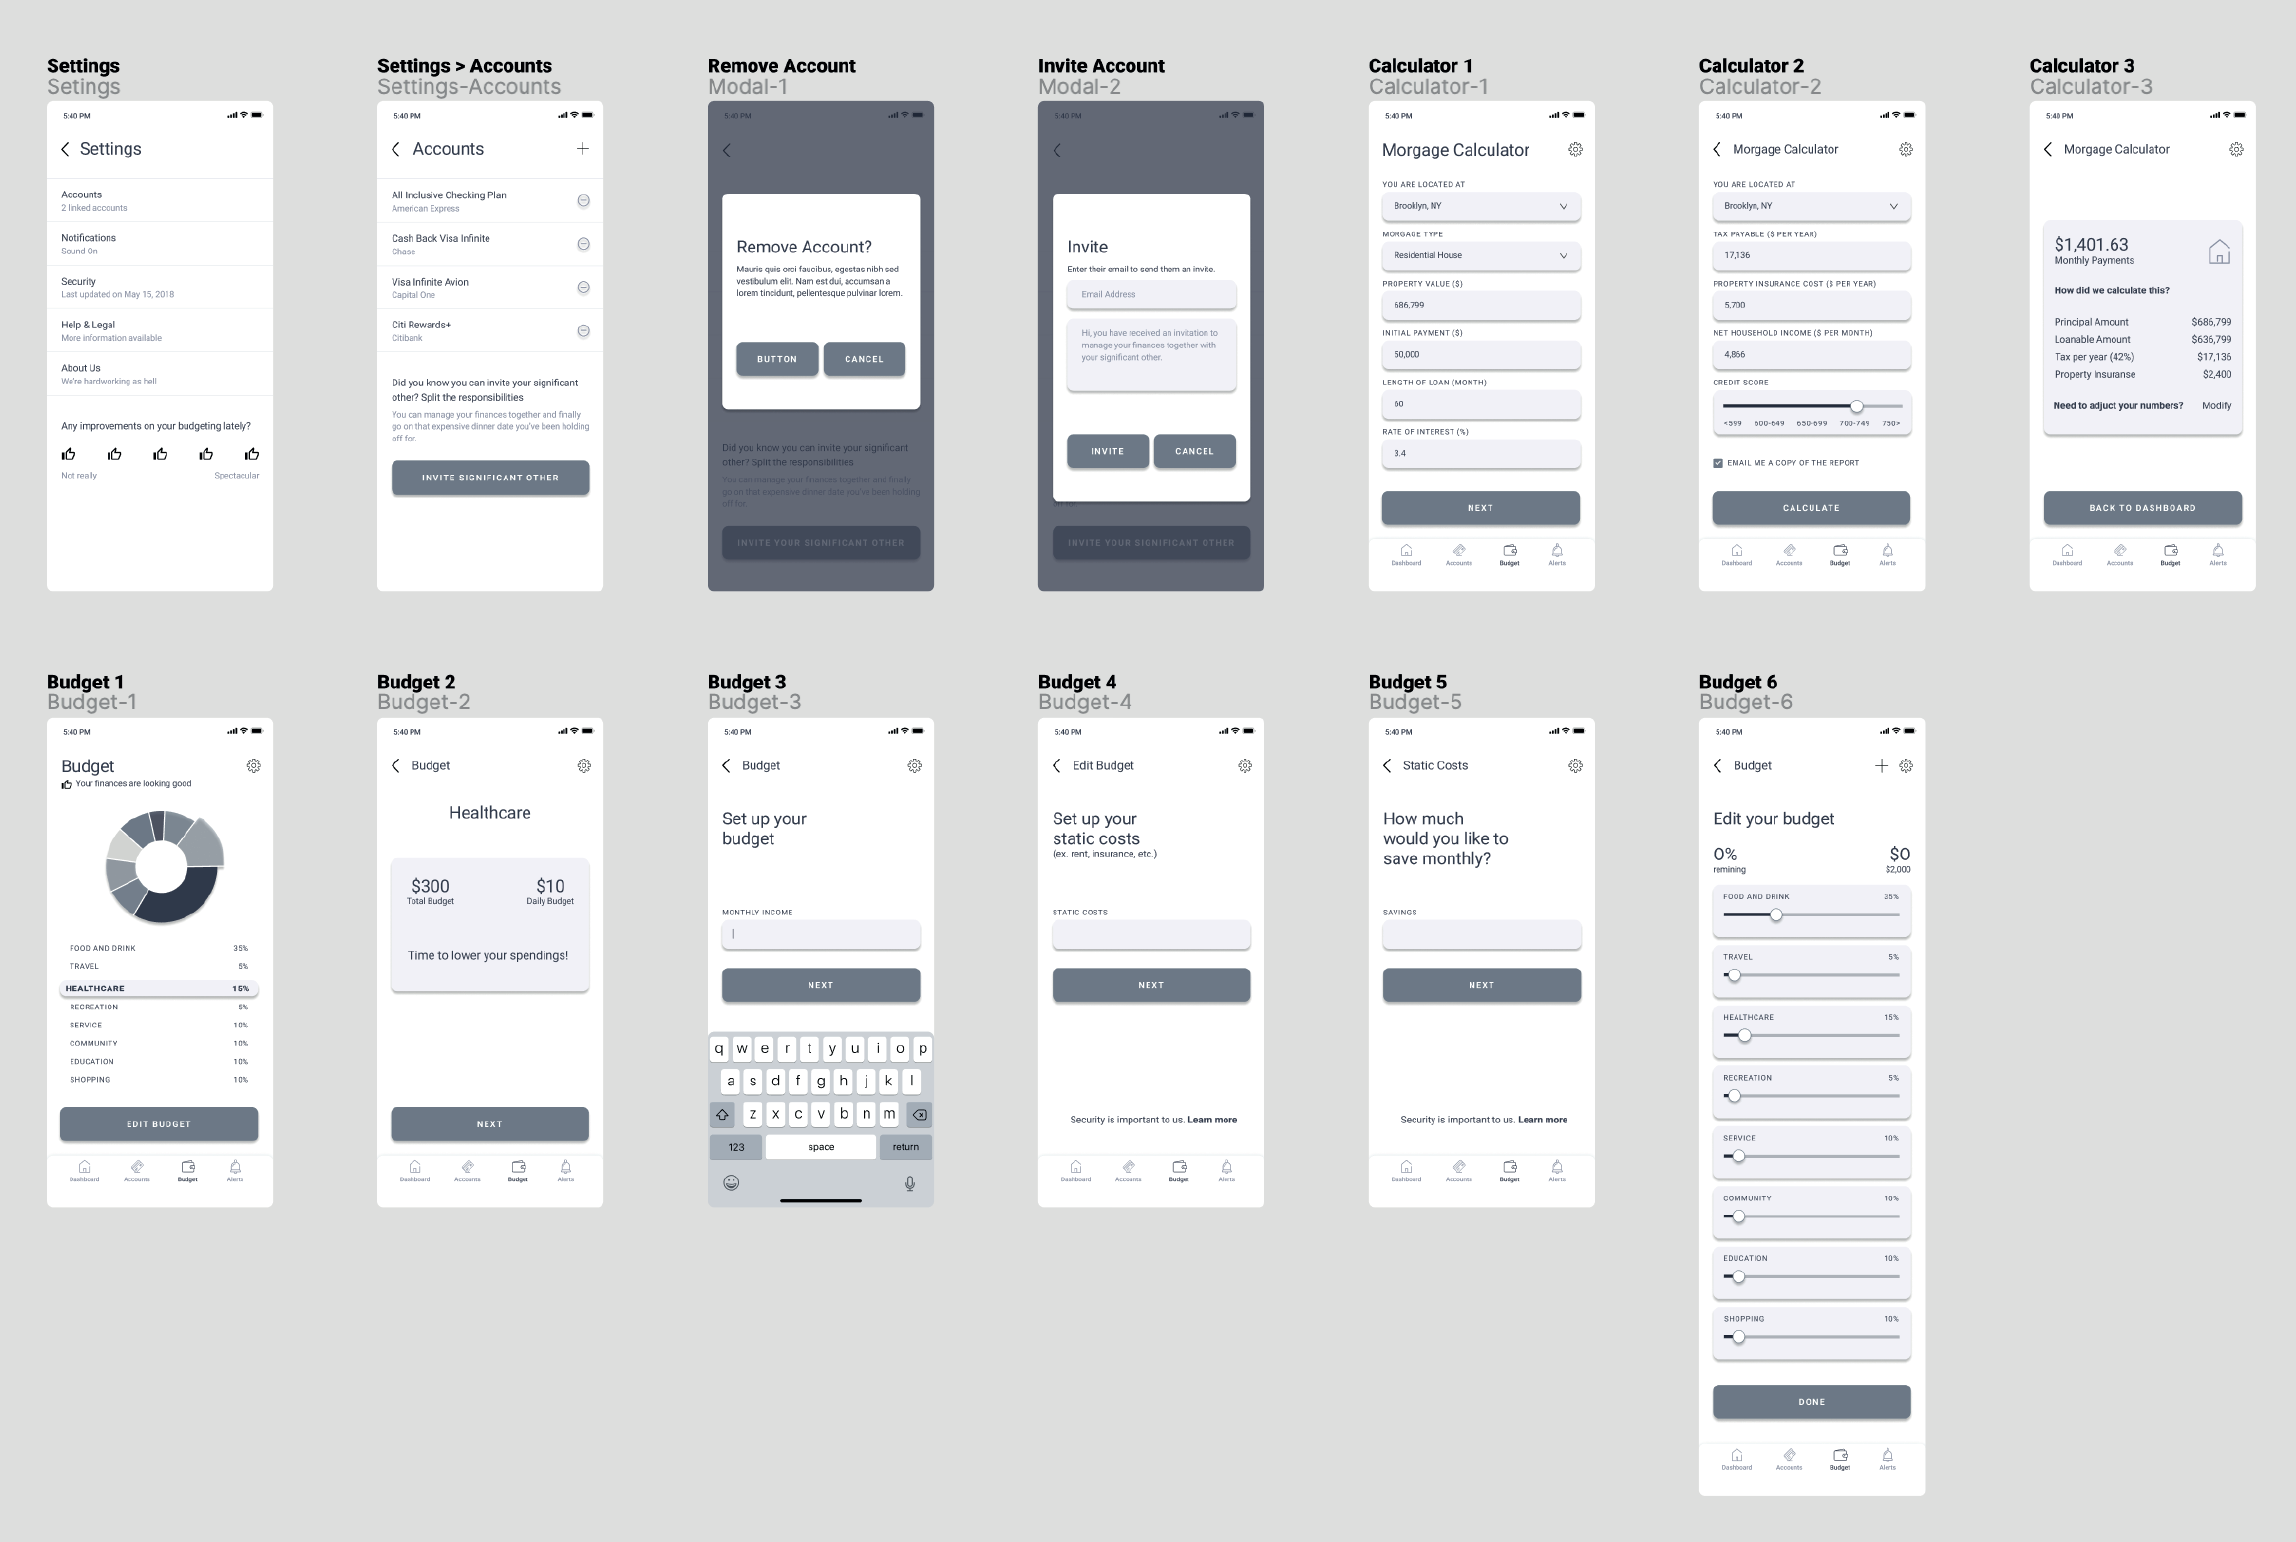 Settings
Setings
5:40 PM
Settings
Accounts
2 linked accounts
Notifications
Sound On
Security
Last updated on May 15, 2018
Help & Legal
More information available
About Us
We're hardworking as hell
Any improvements on your budgeting lately?
Not really Spectacular
Settings > Accounts
Settings-Accounts
5:40 PM
Accounts
All Inclusive Checking Plan
American Express
Cash Back Visa Infinite
Chase
Visa Infinite Avion
Capital One
Citi Rewards+
Citibank
Did you know you can invite your significant
other? Split the responsibilities
You can manage your finances together and finally
go on that expensive dinner date you've been holding
off for.
INVITE SIGNIFICANT OTHER
Remove Account
Modal-1
5:40 PM
Remove Account?
Mauris quis orci faucibus, egestas nibh sed
vestibulum elit. Nam est dui, accumsan a
lorem tincidunt, pellentesque pulvinar lorem.
BUTTON CANCEL
Did you know you can invite your significant
other? Split the responsibilities
You can manage your finances together and finally
go on that expensive dinner date you've been holding
off for.
INVITE YOUR SIGNIFICANT OTHER
Invite Account
Modal-2
5:40 PM
Invite
Enter their email to send them an invite.
Email Address
Hi, you have received an invitation to
manage your finances together with
your significant other.
INVITE CANCEL
off for.
INVITE YOUR SIGNIFICANT OTHER
Calculator 1
Calculator-1
5:40 PM
Morgage Calculator
YOU ARE LOCATED AT
Brooklyn, NY
MORGAGE TYPE
Residential House
PROPERTY VALUE ($)
686,799
INITIAL PAYMENT ($)
50,000
LENGTH OF LOAN (MONTH)
60
RATE OF INTEREST (%)
3.4
NEXT
Dashboard Accounts Budget Alerts
Calculator 2
Calculator-2
5:40 PM
Morgage Calculator
YOU ARE LOCATED AT
Brooklyn, NY
TAX PAYABLE ($ PER YEAR)
17,136
PROPERTY INSURANCE COST ($ PER YEAR)
5,700
NET HOUSEHOLD INCOME ($ PER MONTH)
4,866
CREDIT SCORE
<599 600-649 650-699 700-749 750>
EMAIL ME A COPY OF THE REPORT
CALCULATE
Dashboard Accounts Budget Alerts
Calculator 3
Calculator-3
5:40 PM
Morgage Calculator
$1,401.63
Monthly Payments
How did we calculate this?
Principal Amount $686,799
Loanable Amount $636,799
Tax per year (42%) $17,136
Property Insuranse $2,400
Need to adjuct your numbers? Modify
BACK TO DASHBOARD
Dashboard Accounts Budget Alerts
Budget 1
Budget-1
5:40 PM
Budget
Your finances are looking good
FOOD AND DRINK 35%
TRAVEL 5%
HEALTHCARE 15%
RECREATION 5%
SERVICE 10%
COMMUNITY 10%
EDUCATION 10%
SHOPPING 10%
EDIT BUDGET
Dashboard Accounts Budget Alerts
Budget 2
Budget-2
5:40 PM
Budget
Healthcare
$300 $10
Total Budget Daily Budget
Time to lower your spendings!
NEXT
Dashboard Accounts Budget Alerts
Budget 3
Budget-3
5:40 PM
Budget
Set up your
budget
MONTHLY INCOME
NEXT
q w e r t y u i o p
a s d f g h j k l
z x c v b n m
123 space return
Budget 4
Budget-4
5:40 PM
Edit Budget
Set up your
static costs
(ex. rent, insurance, etc.)
STATIC COSTS
NEXT
Security is important to us. Learn more
Dashboard Accounts Budget Alerts
Budget 5
Budget-5
5:40 PM
Static Costs
How much
would you like to
save monthly?
SAVINGS
NEXT
Security is important to us. Learn more
Dashboard Accounts Budget Alerts
Budget 6
Budget-6
5:40 PM
Budget
Edit your budget
0% $0
remining $2,000
FOOD AND DRINK 35%
TRAVEL 5%
HEALTHCARE 15%
RECREATION 5%
SERVICE 10%
COMMUNITY 10%
EDUCATION 10%
SHOPPING 10%
DONE
Dashboard Accounts Budget Alerts